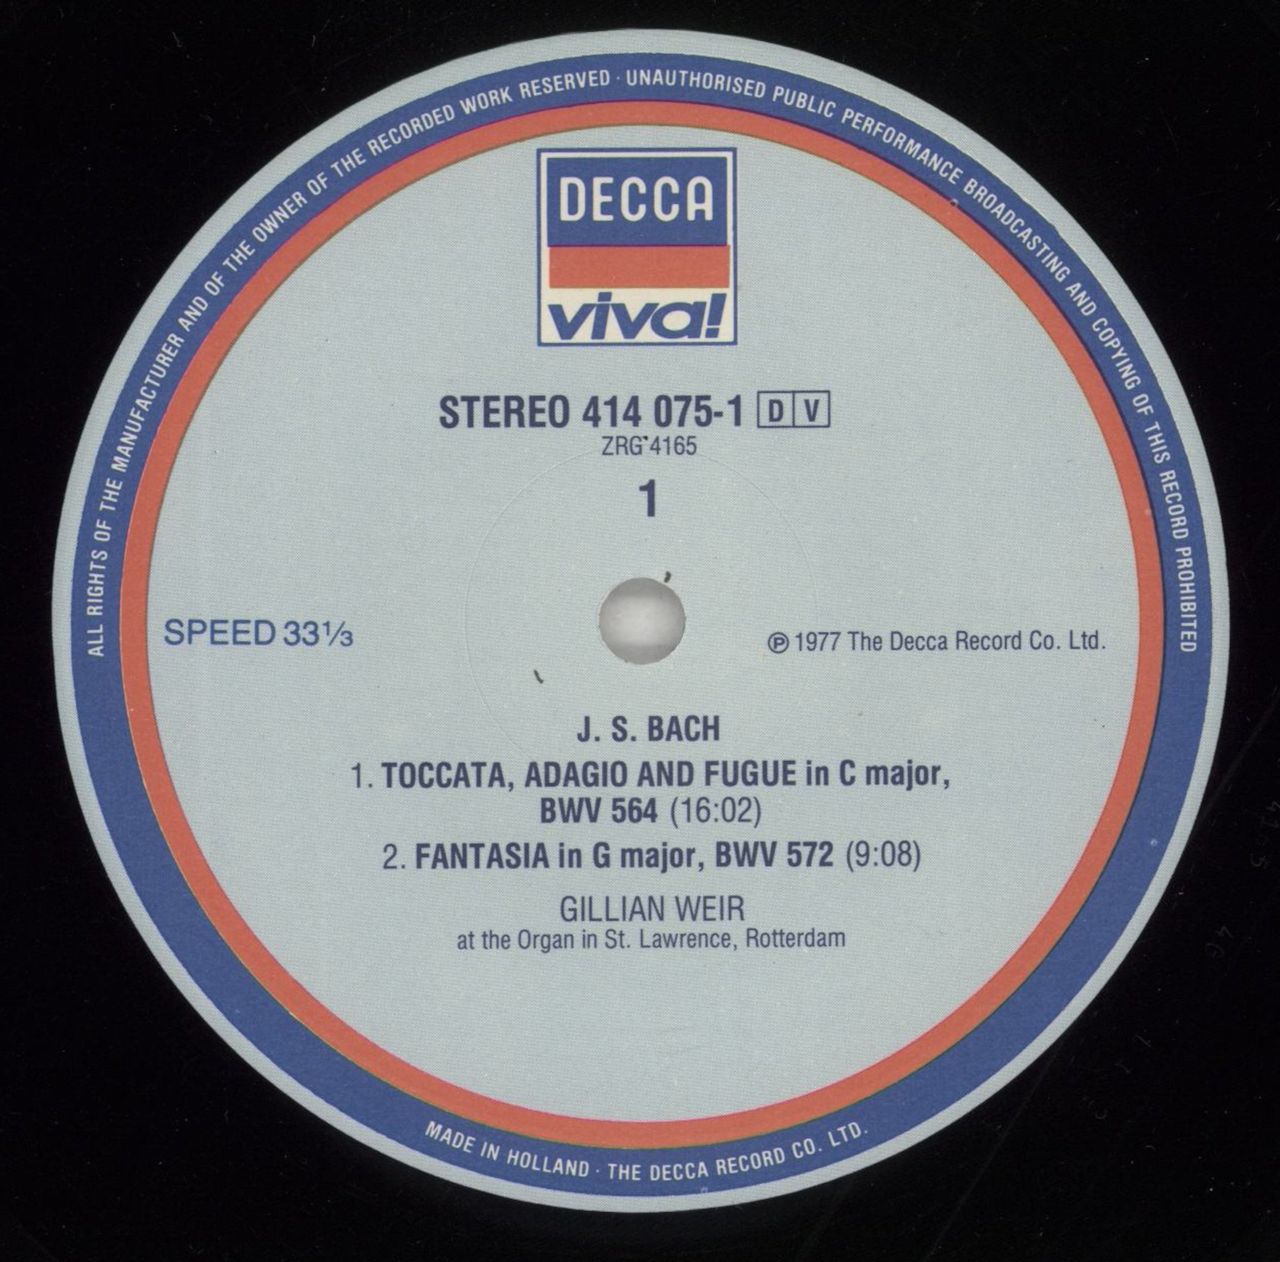 ALL RIGHTS OF THE MANUFACTURER AND OF THE OWNER OF THE RECORDED WORK RESERVED · UNAUTHORISED PUBLIC PERFORMANCE BROADCASTING AND COPYING OF THIS RECORD PROHIBITED
DECCA
viva!
STEREO 414 075-1 D V
ZRG 4165
1
SPEED 33⅓
℗ 1977 The Decca Record Co. Ltd.
J. S. BACH
1. TOCCATA, ADAGIO AND FUGUE in C major,
BWV 564 (16:02)
2. FANTASIA in G major, BWV 572 (9:08)
GILLIAN WEIR
at the Organ in St. Lawrence, Rotterdam
MADE IN HOLLAND · THE DECCA RECORD CO. LTD.